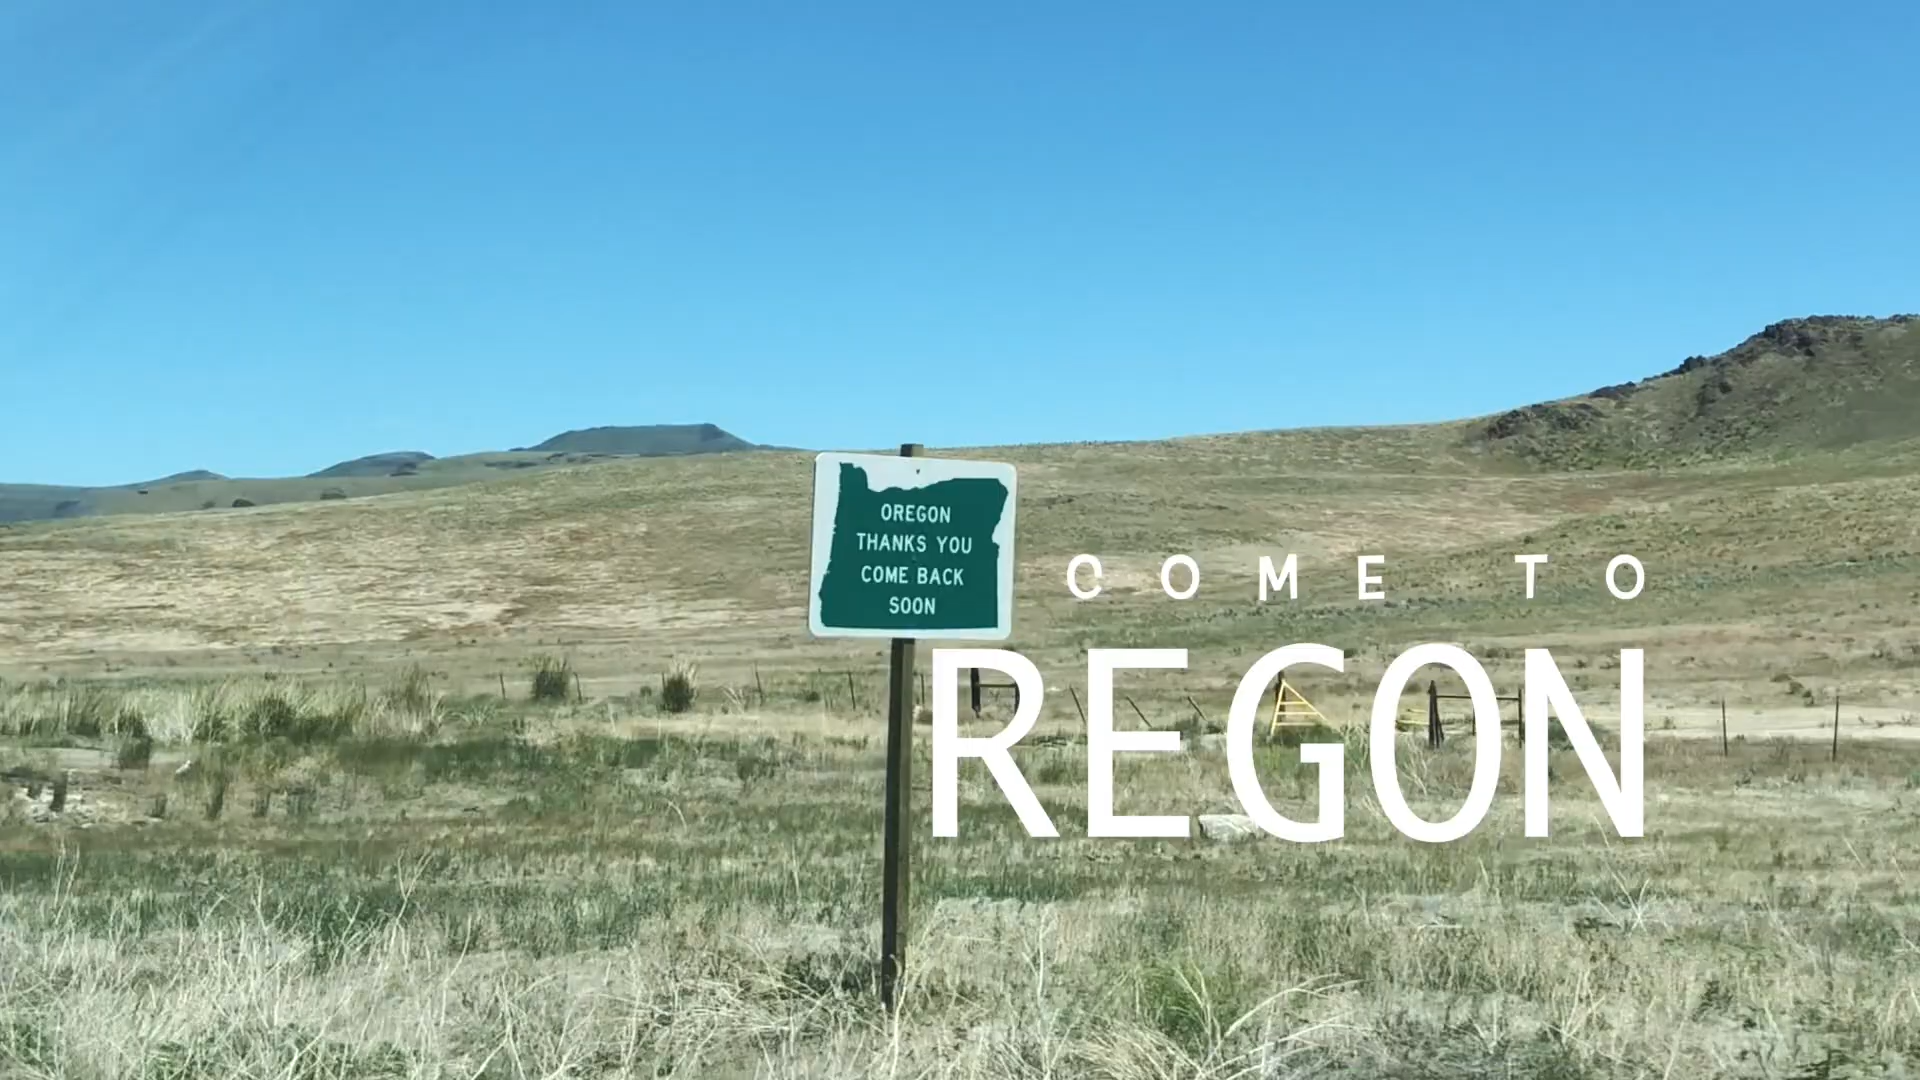 OREGON
THANKS YOU
COME BACK
SOON
COME TO
REGON